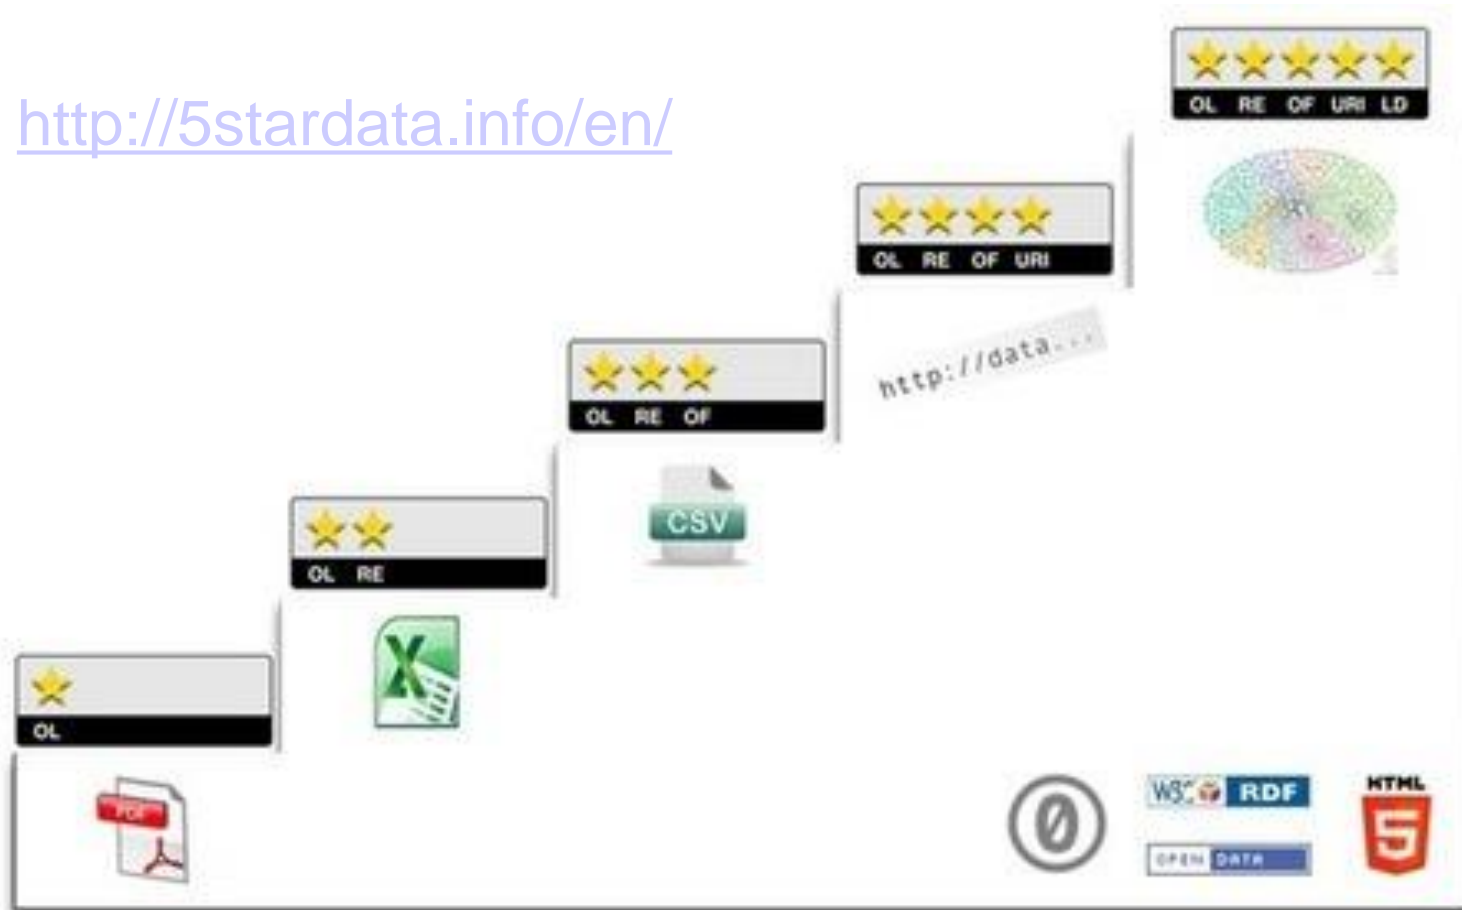 http://5stardata.info/en/
OL RE OF URI LD
OL RE OF URI
http://data...
OL RE OF
CSV
OL RE
X
OL
PDF
0
W3C RDF
OPEN DATA
HTML
5